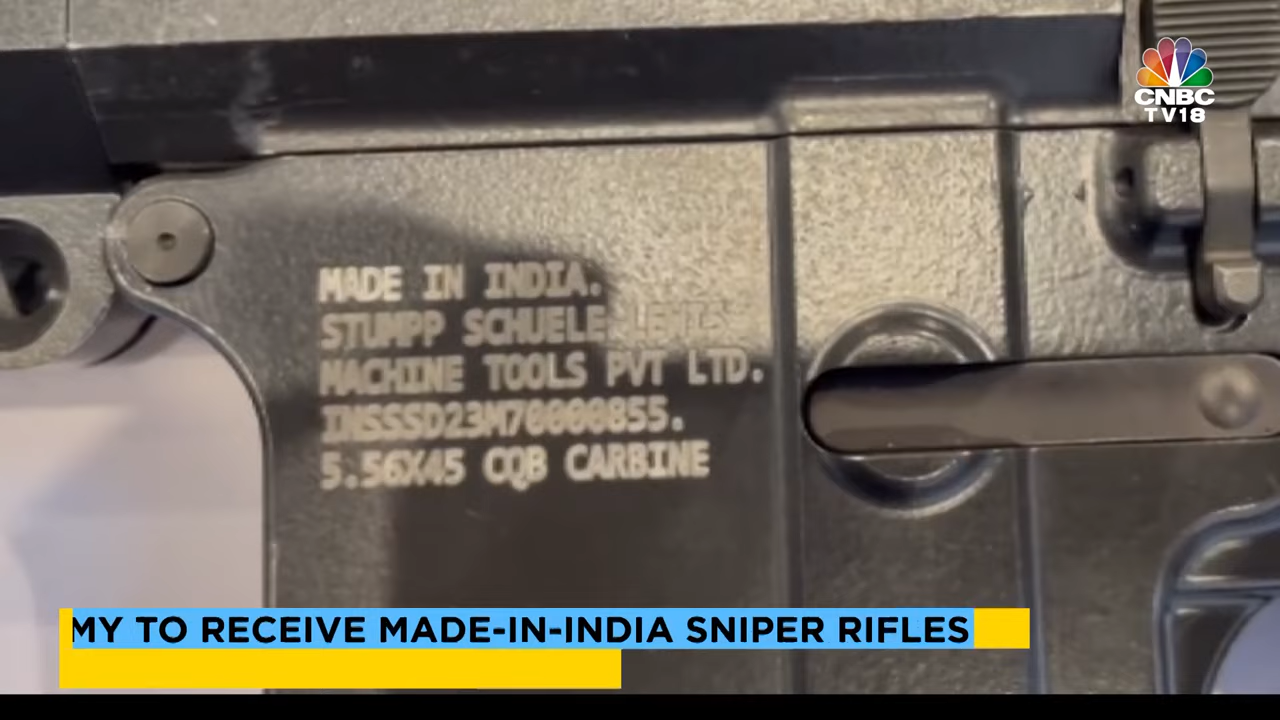 CNBC
TV18
MADE IN INDIA.
STUMPP SCHUELE
MACHINE TOOLS PVT LTD.
5.56X45 CQB CARBINE
MY TO RECEIVE MADE-IN-INDIA SNIPER RIFLES